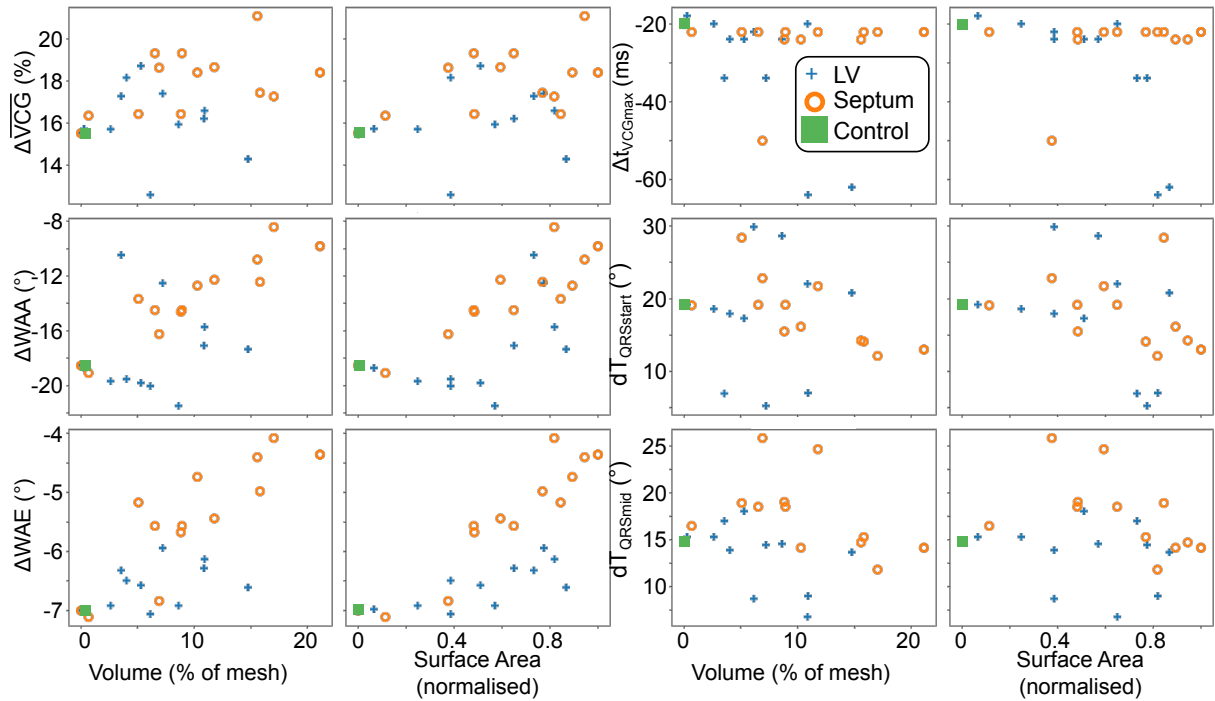 ΔVCG (%)
20
18
16
14
Δt_VCGmax (ms)
-20
-40
-60
LV
Septum
Control
ΔWAA (°)
-8
-12
-16
-20
dT_QRSstart (°)
30
20
10
ΔWAE (°)
-4
-5
-6
-7
dT_QRSmid (°)
25
20
15
10
0 10 20
0 0.4 0.8
0 10 20
0 0.4 0.8
Volume (% of mesh)
Surface Area
(normalised)
Volume (% of mesh)
Surface Area
(normalised)